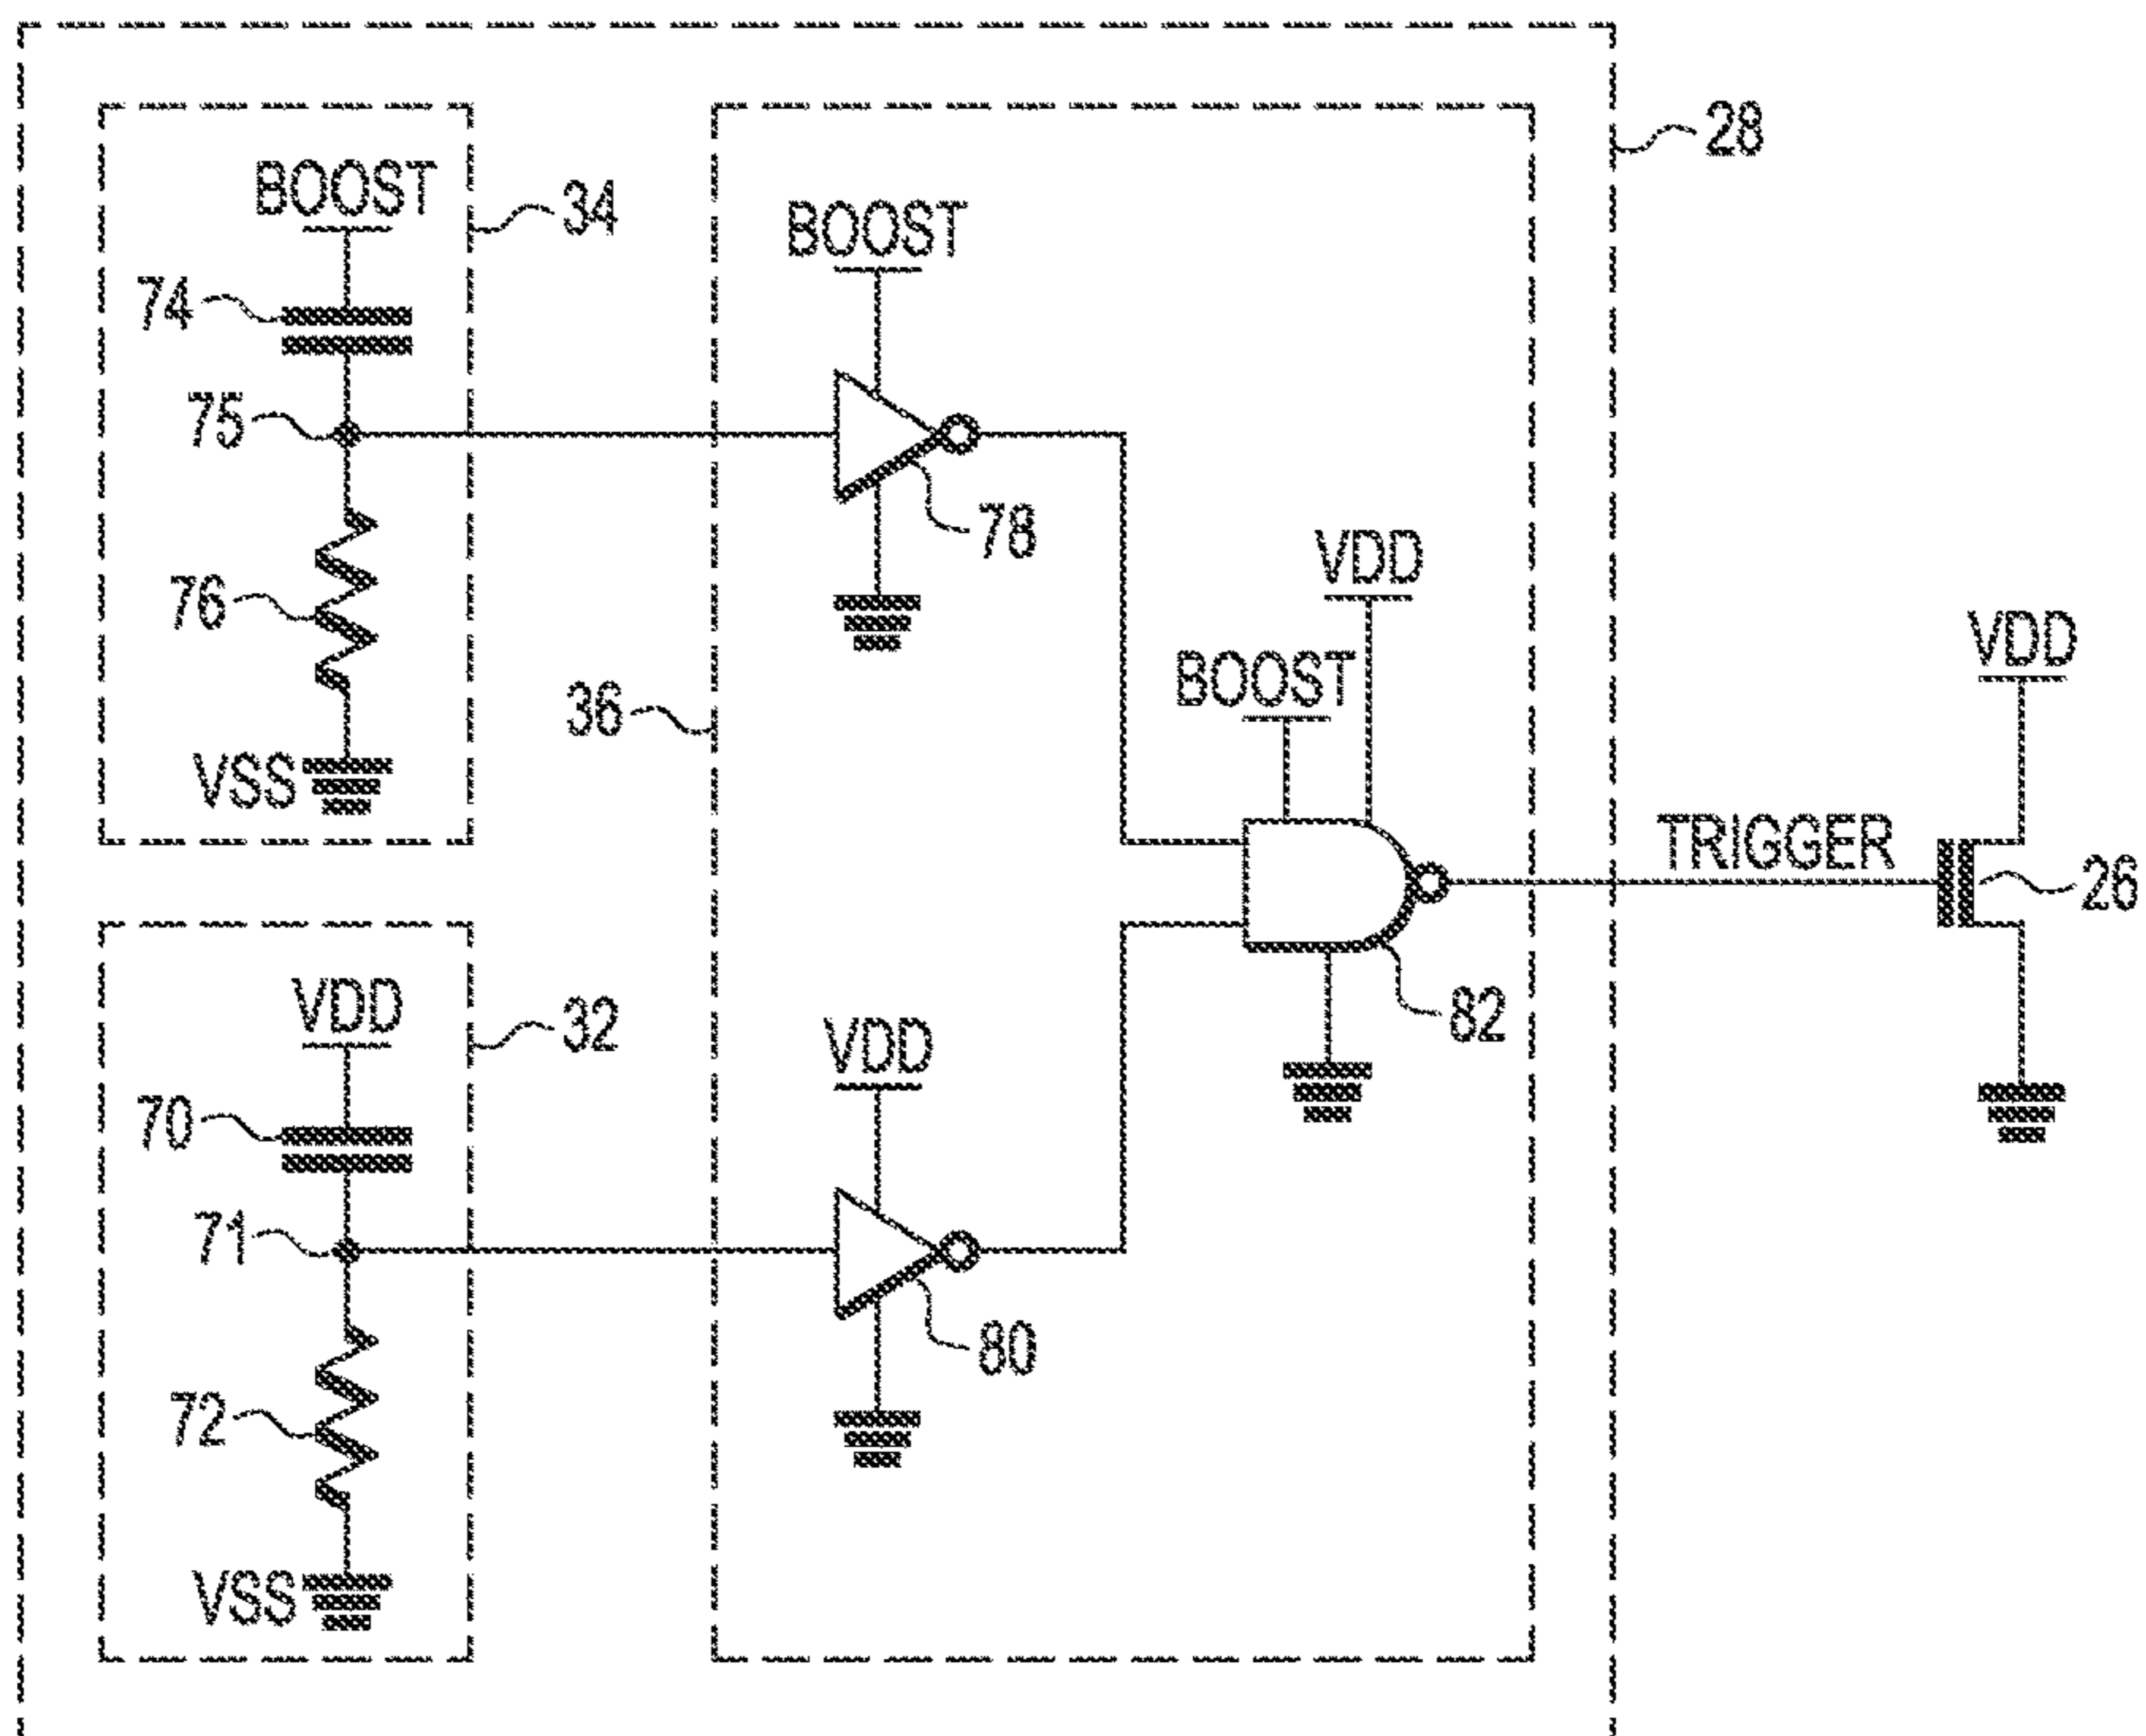 28
BOOST
34
BOOST
74
75
78
76
VDD
VDD
BOOST
36
VSS
TRIGGER
26
VDD
32
82
VDD
70
71
80
72
VSS